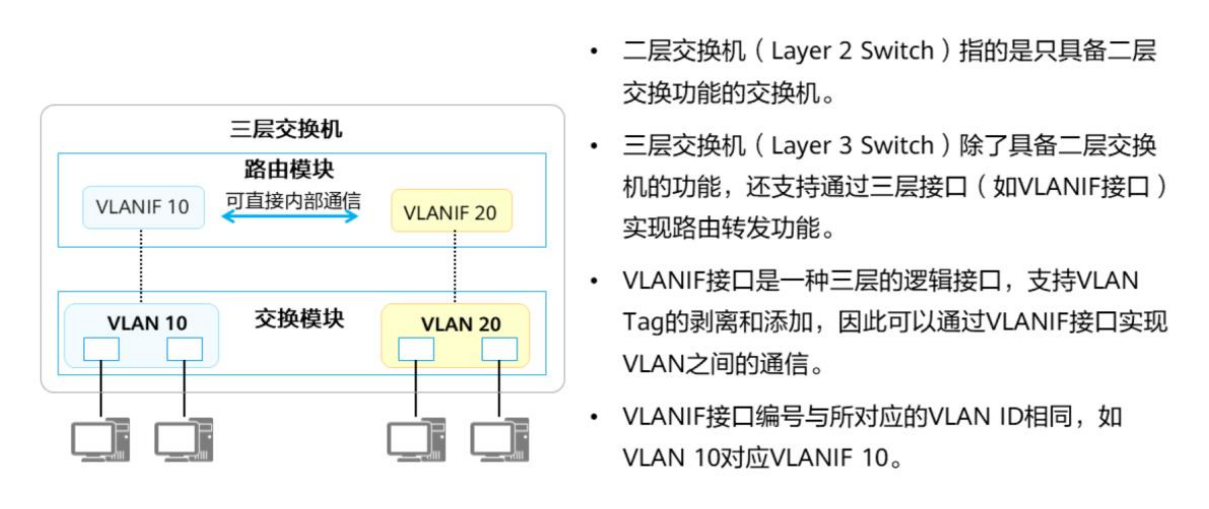 三层交换机
路由模块
VLANIF 10
可直接内部通信
VLANIF 20
VLAN 10
交换模块
VLAN 20
• 二层交换机（Layer 2 Switch）指的是只具备二层
交换功能的交换机。
• 三层交换机（Layer 3 Switch）除了具备二层交换
机的功能，还支持通过三层接口（如VLANIF接口）
实现路由转发功能。
• VLANIF接口是一种三层的逻辑接口，支持VLAN
Tag的剥离和添加，因此可以通过VLANIF接口实现
VLAN之间的通信。
• VLANIF接口编号与所对应的VLAN ID相同，如
VLAN 10对应VLANIF 10。